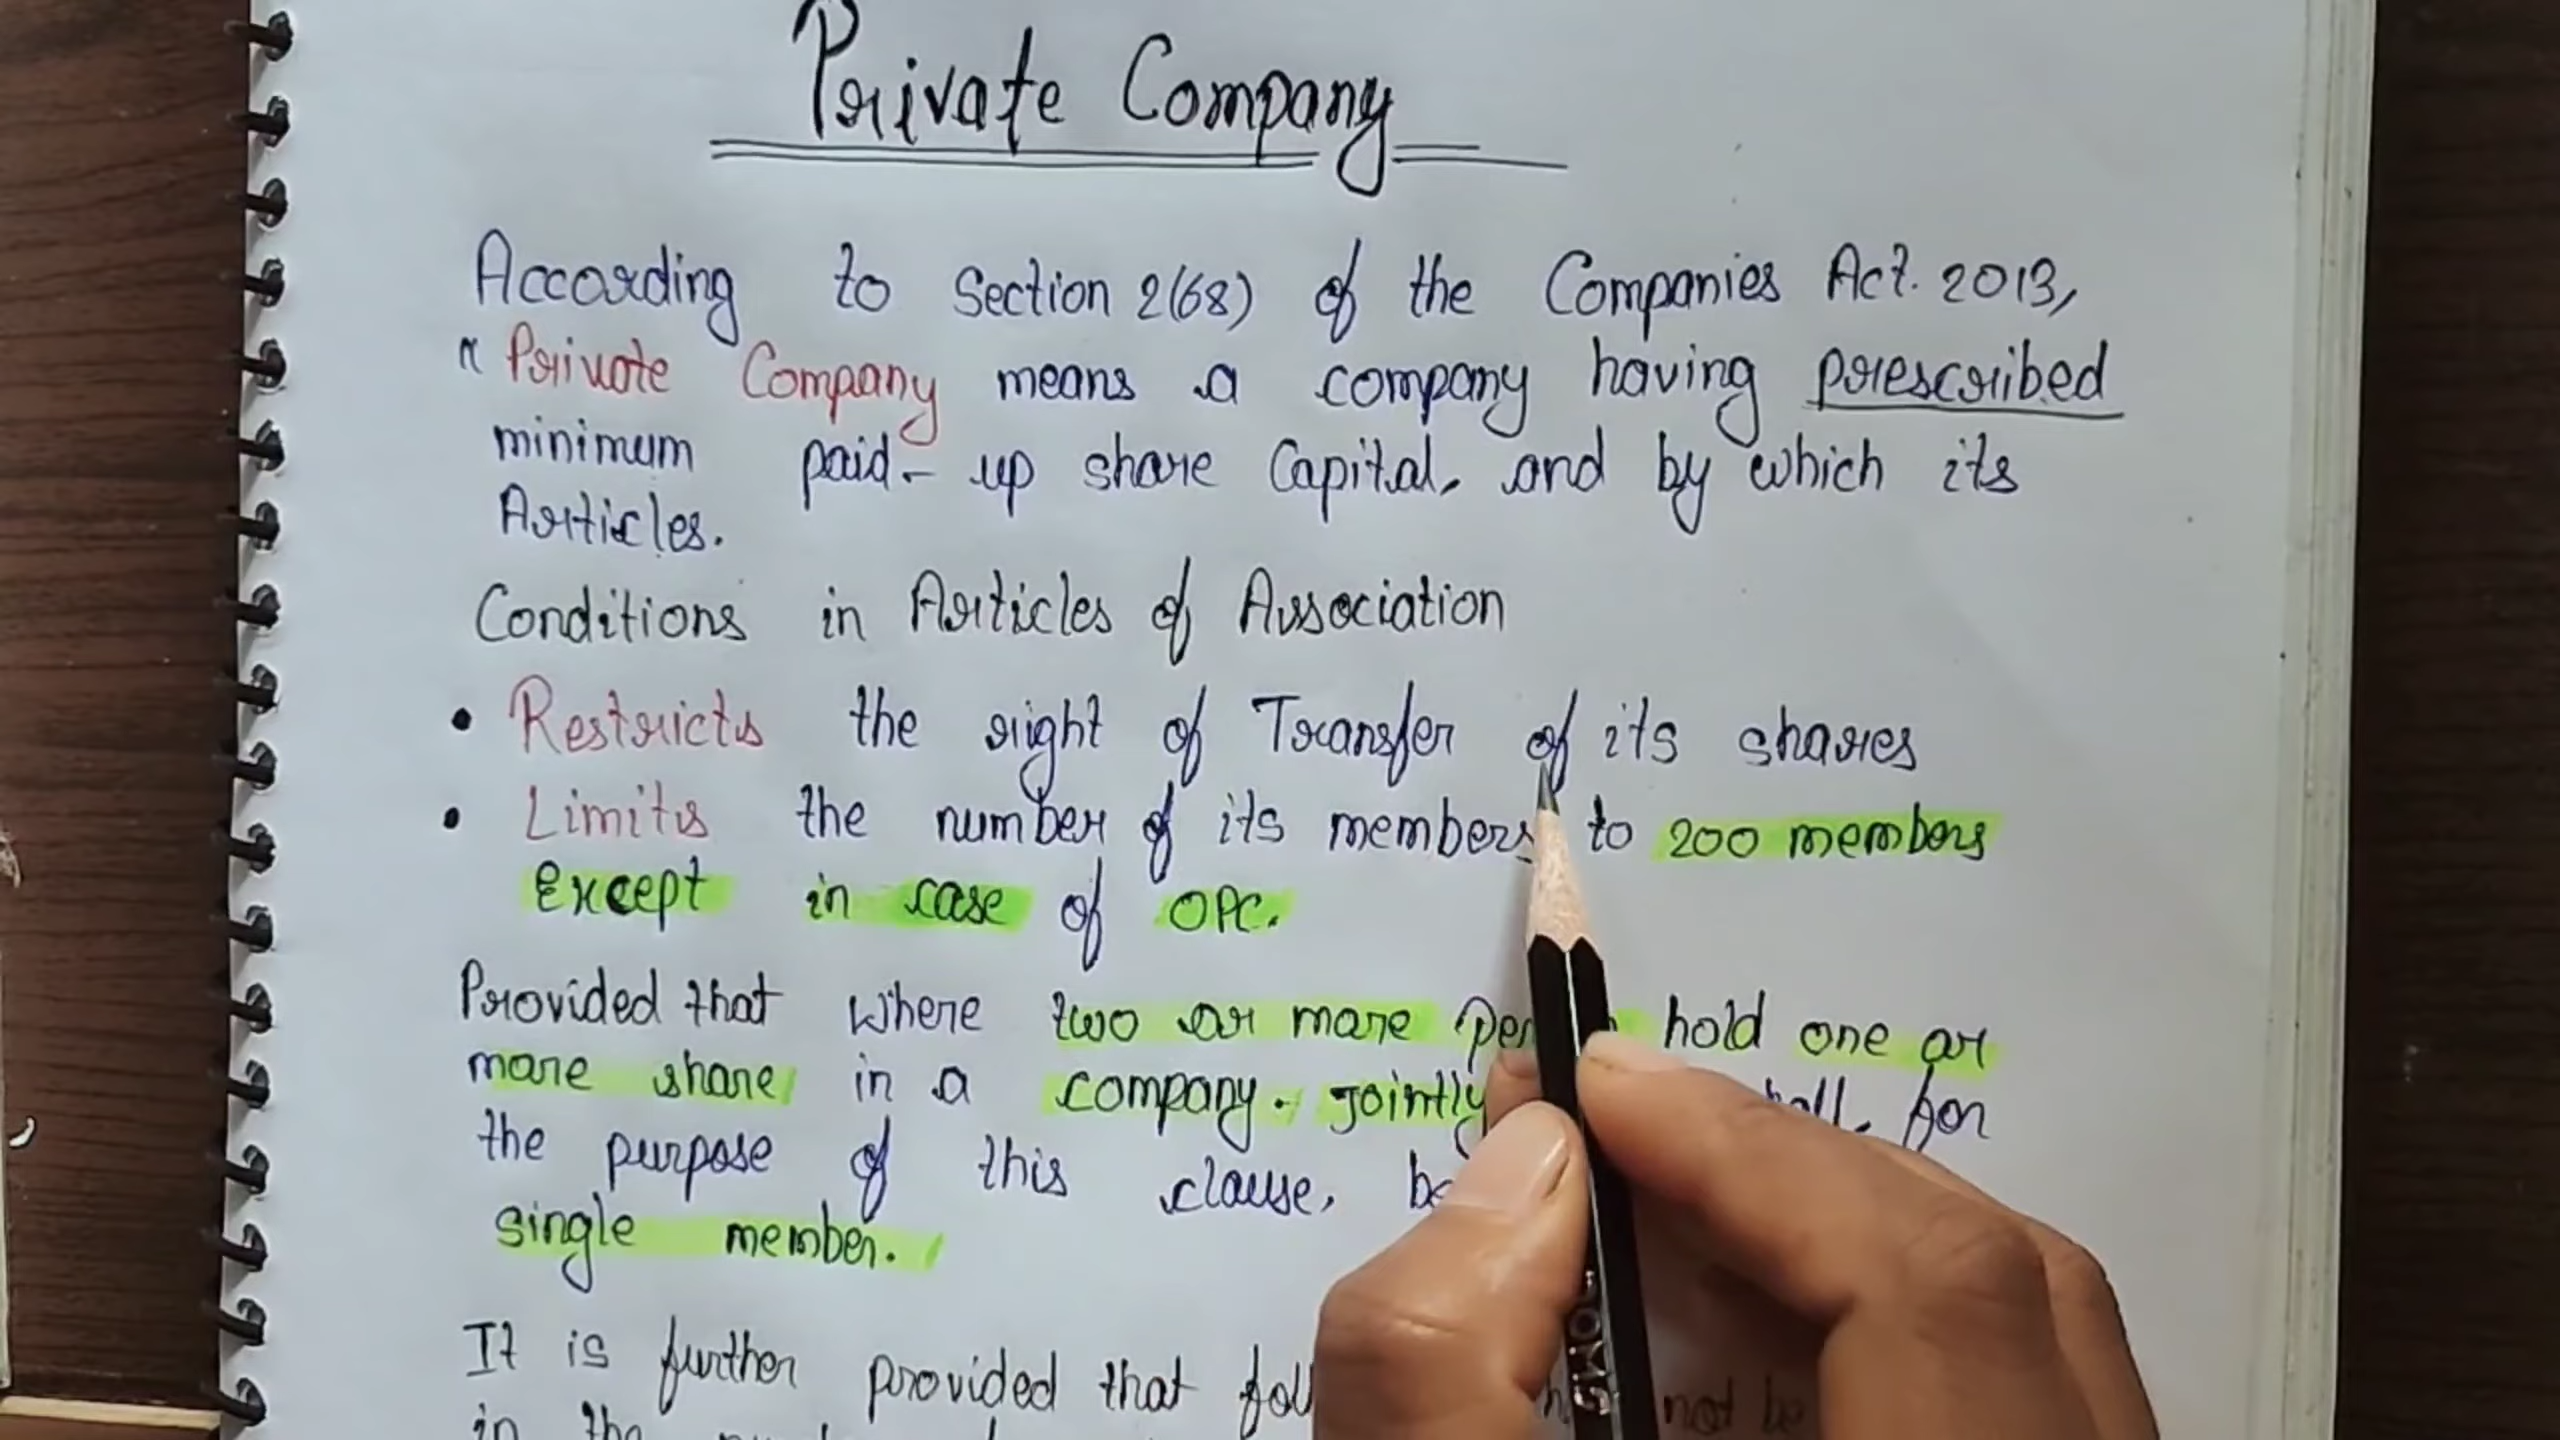 Private Company
According to Section 2(68) of the Companies Act. 2013,
" Private Company means a company having prescribed
minimum paid-up share Capital, and by which its
Articles.
Conditions in Articles of Association
• Restricts the right of Transfer of its shares
• Limits the number of its members to 200 members
Except in case of OPC.
Provided that where two or more hold one or
more share in a company. Jointly for
the purpose of this clause,
single member.
It is further provided that not be
in the